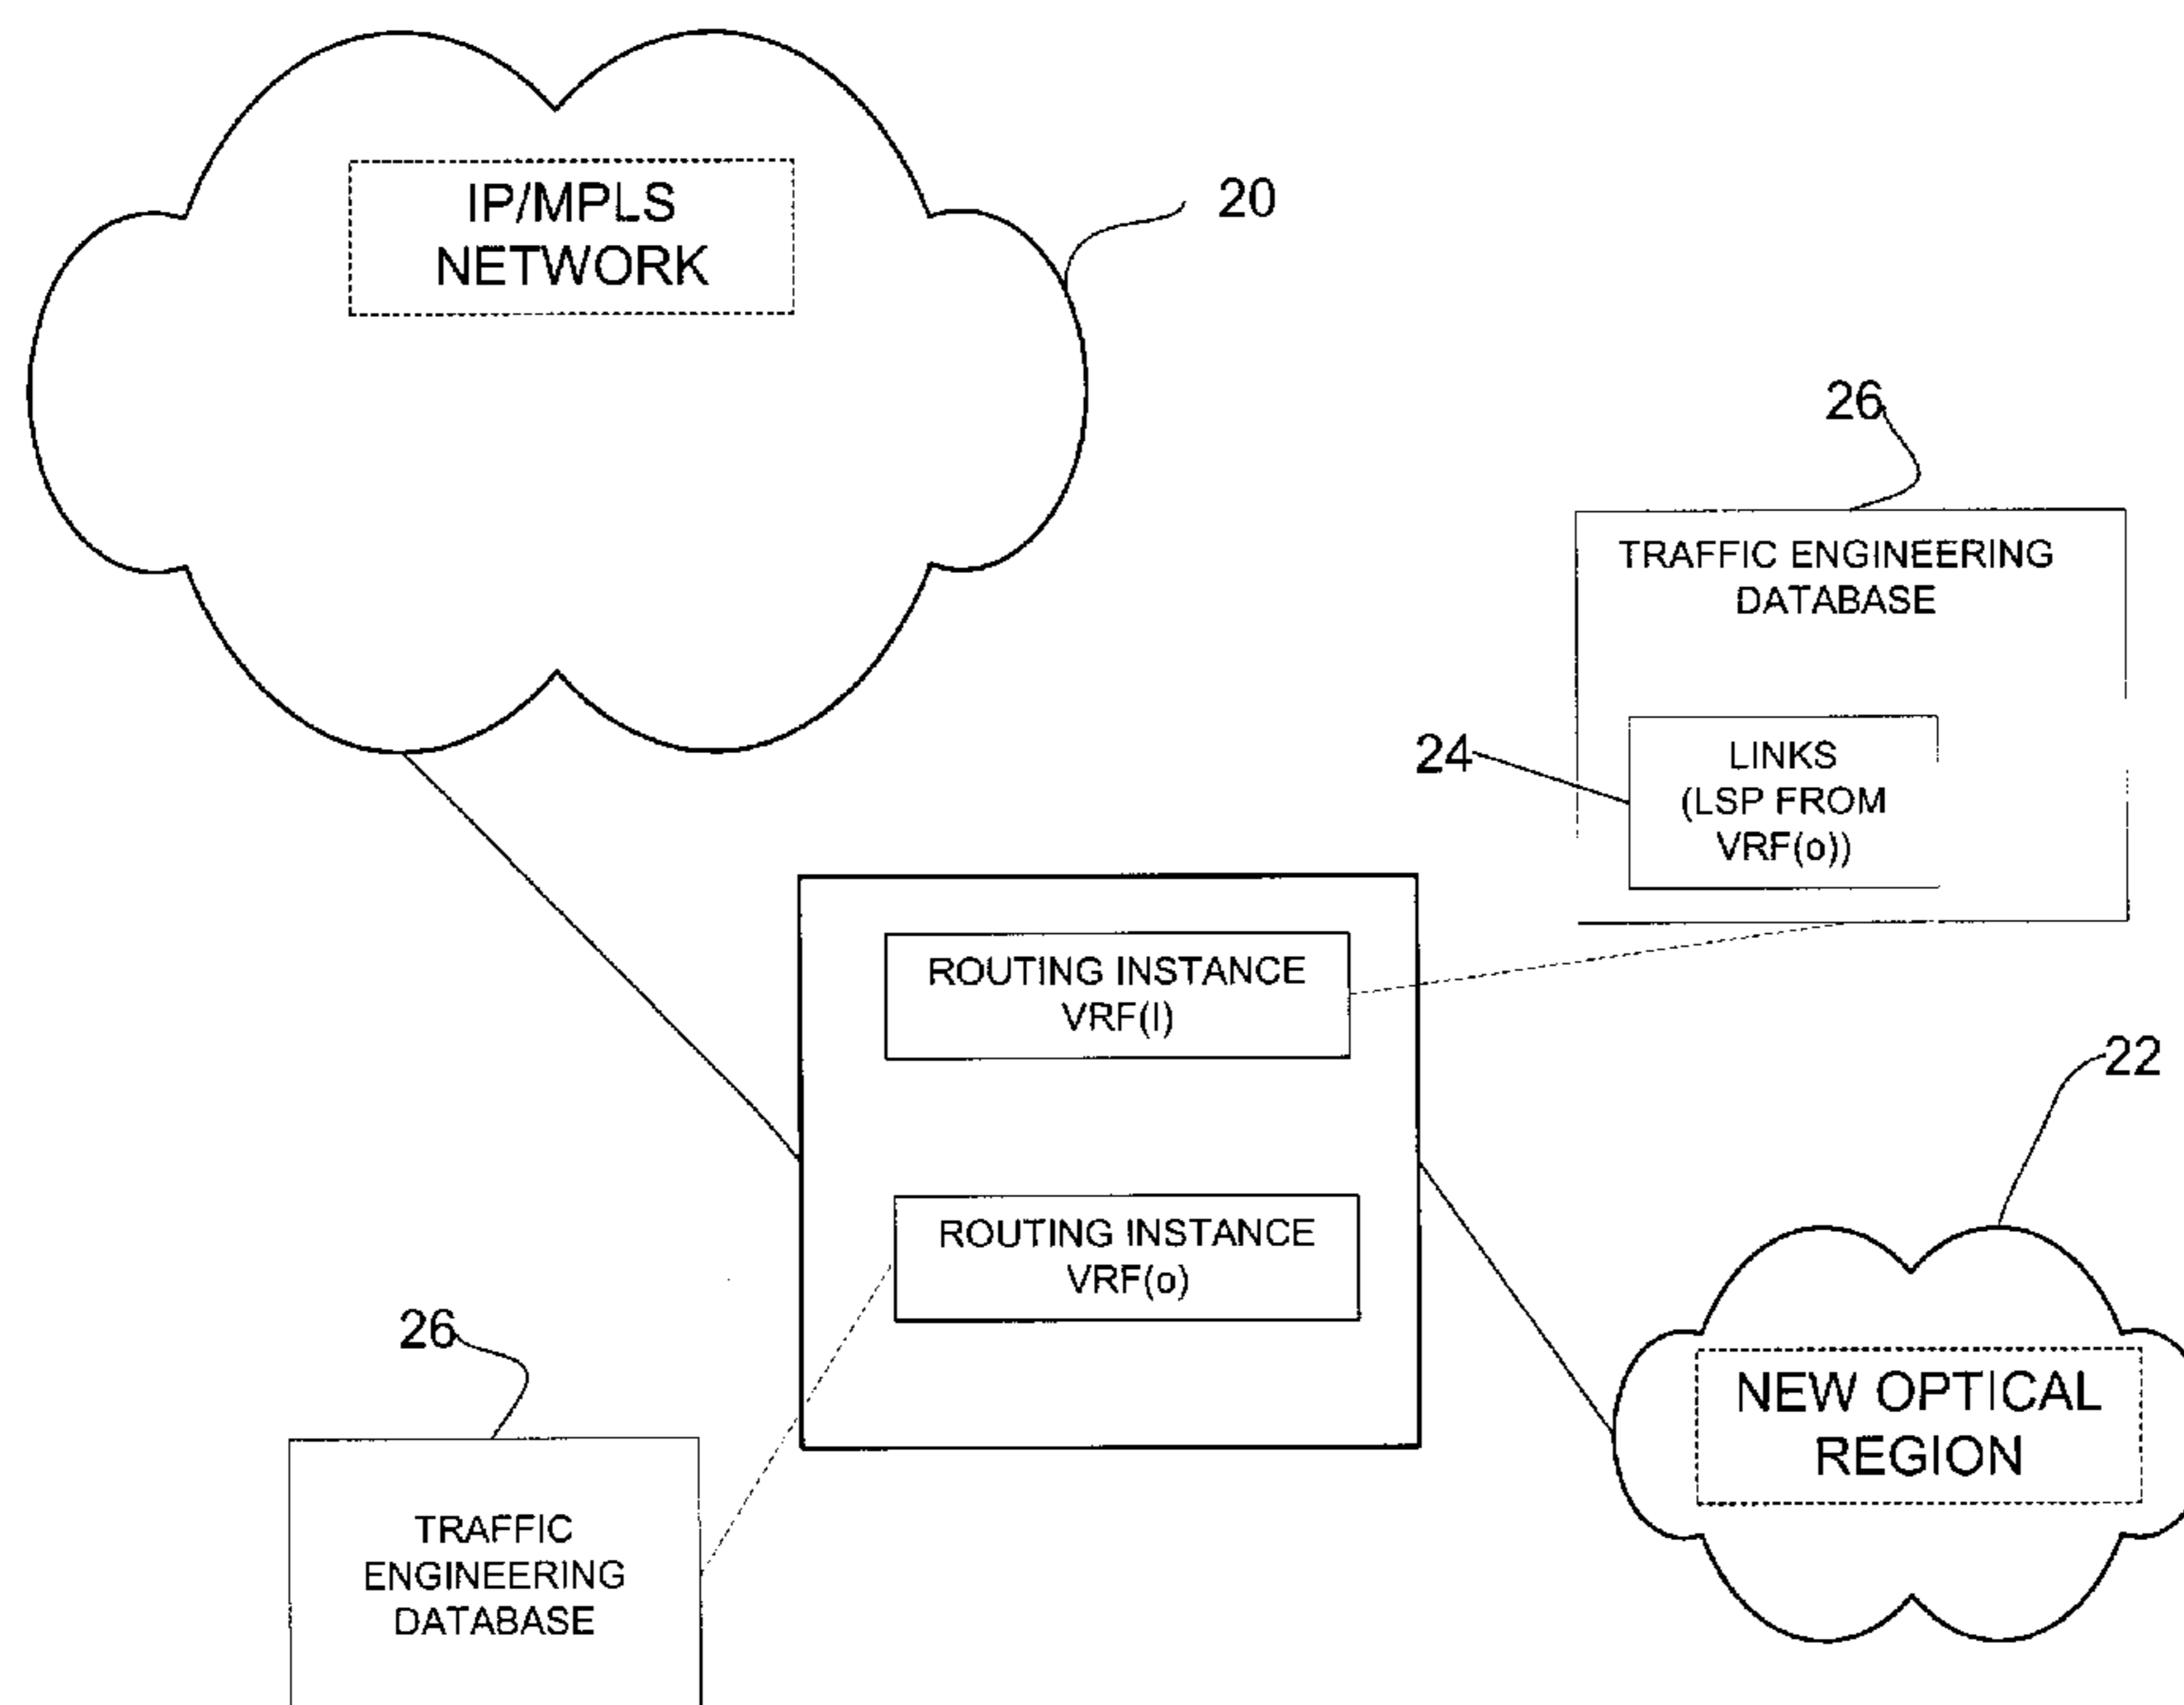 IP/MPLS
NETWORK
20
26
TRAFFIC ENGINEERING
DATABASE
24
LINKS
(LSP FROM
VRF(o))
ROUTING INSTANCE
VRF(I)
22
ROUTING INSTANCE
VRF(o)
NEW OPTICAL
REGION
26
TRAFFIC
ENGINEERING
DATABASE